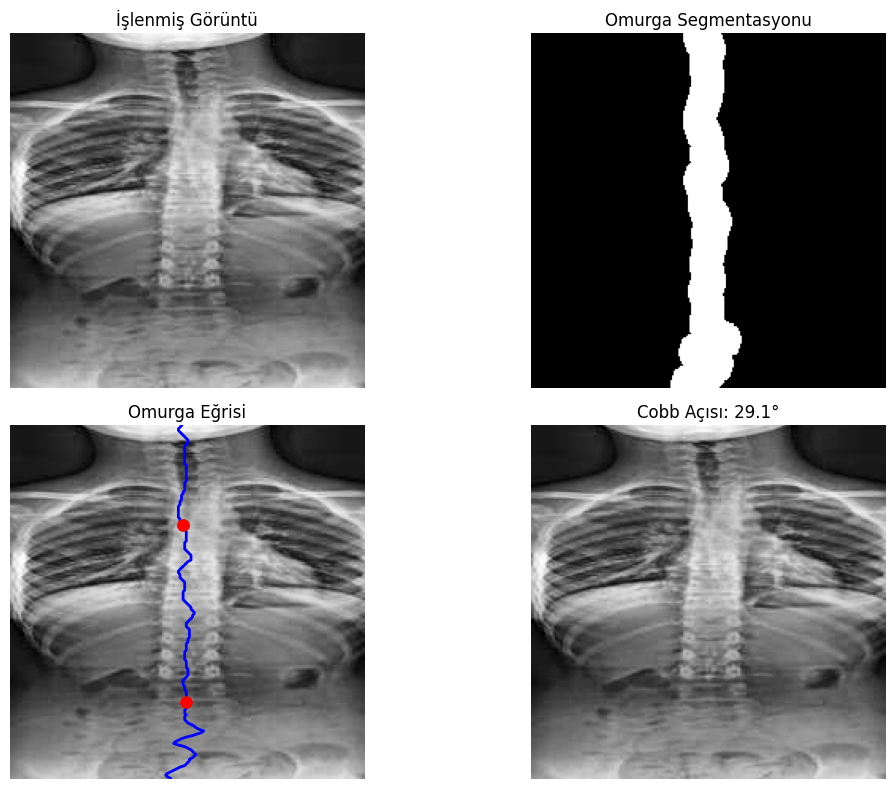 İşlenmiş Görüntü
Omurga Segmentasyonu
Omurga Eğrisi
Cobb Açısı: 29.1°